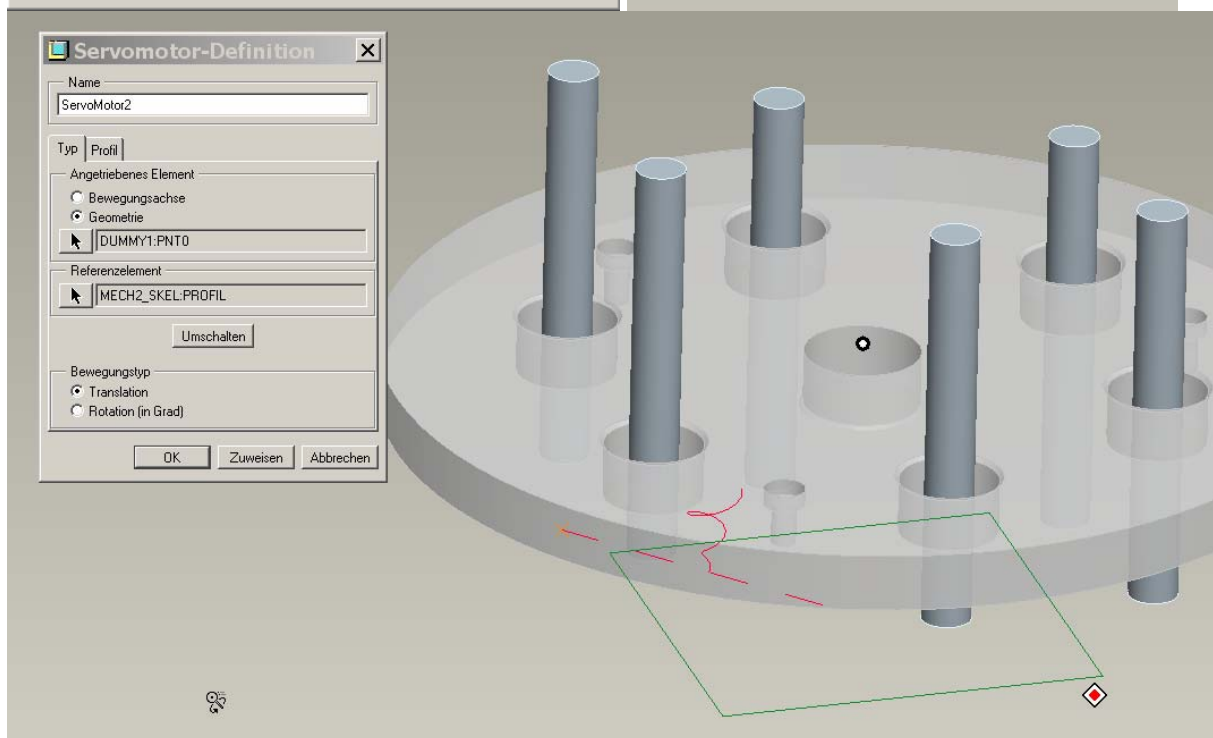 Servomotor-Definition
Name
ServoMotor2
Typ
Profil
Angetriebenes Element
Bewegungsachse
Geometrie
DUMMY1:PNT0
Referenzelement
MECH2_SKEL:PROFIL
Umschalten
Bewegungstyp
Translation
Rotation (in Grad)
OK
Zuweisen
Abbrechen